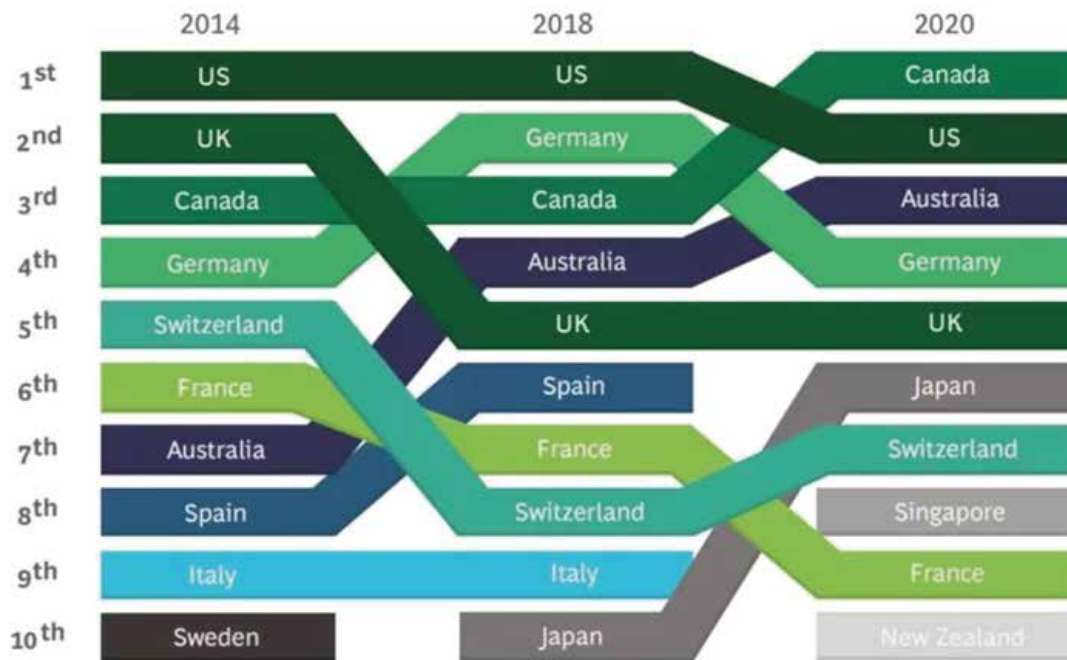 2014 2018 2020
1st US US Canada
2nd UK Germany US
3rd Canada Canada Australia
4th Germany Australia Germany
5th Switzerland UK UK
6th France Spain Japan
7th Australia France Switzerland
8th Spain Switzerland Singapore
9th Italy Italy France
10th Sweden Japan New Zealand